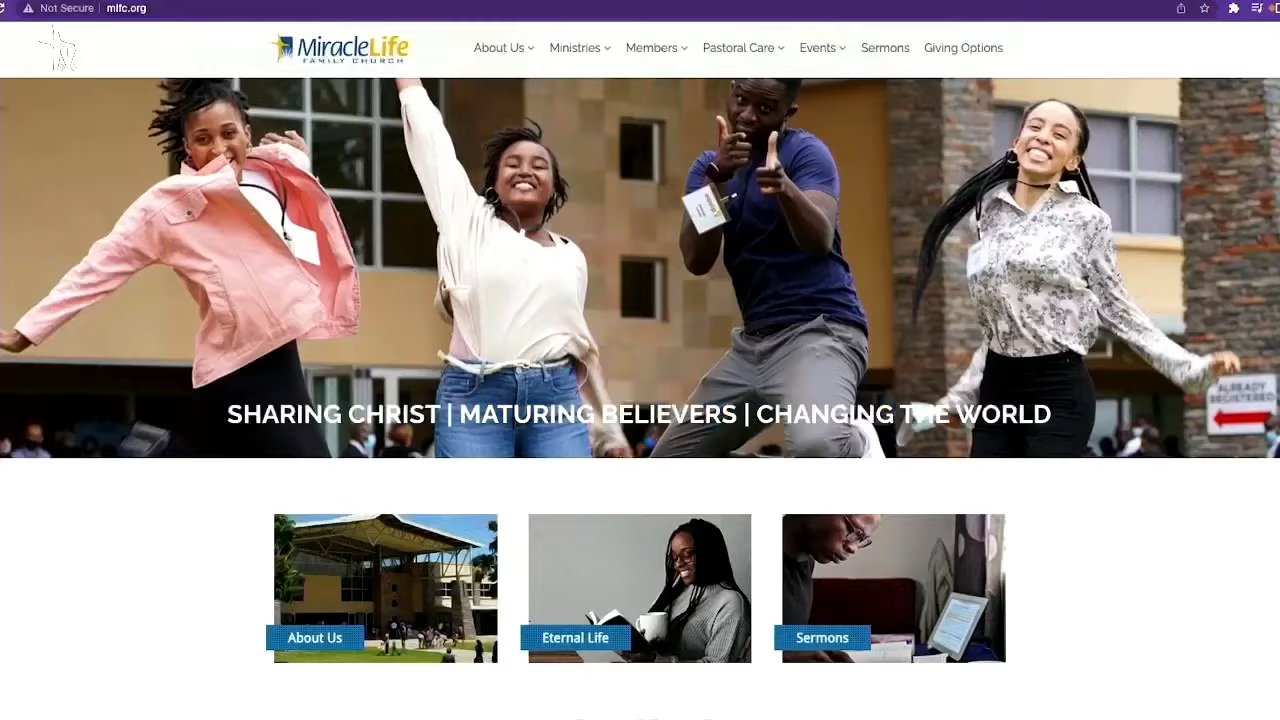 Not Secure | mlfc.org
MiracleLife
FAMILY CHURCH
About Us Ministries Members Pastoral Care Events Sermons Giving Options
ALREADY
REGISTERED
SHARING CHRIST | MATURING BELIEVERS | CHANGING THE WORLD
About Us Eternal Life Sermons